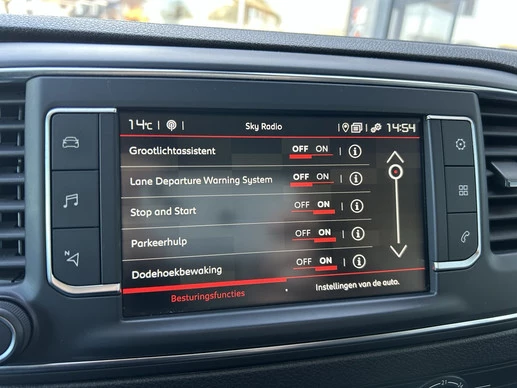 14°C Sky Radio 14:54
Grootlichtassistent OFF ON i
Lane Departure Warning System OFF ON i
Stop and Start OFF ON i
Parkeerhulp OFF ON i
Dodehoekbewaking OFF ON i
Besturingsfuncties Instellingen van de auto.
N